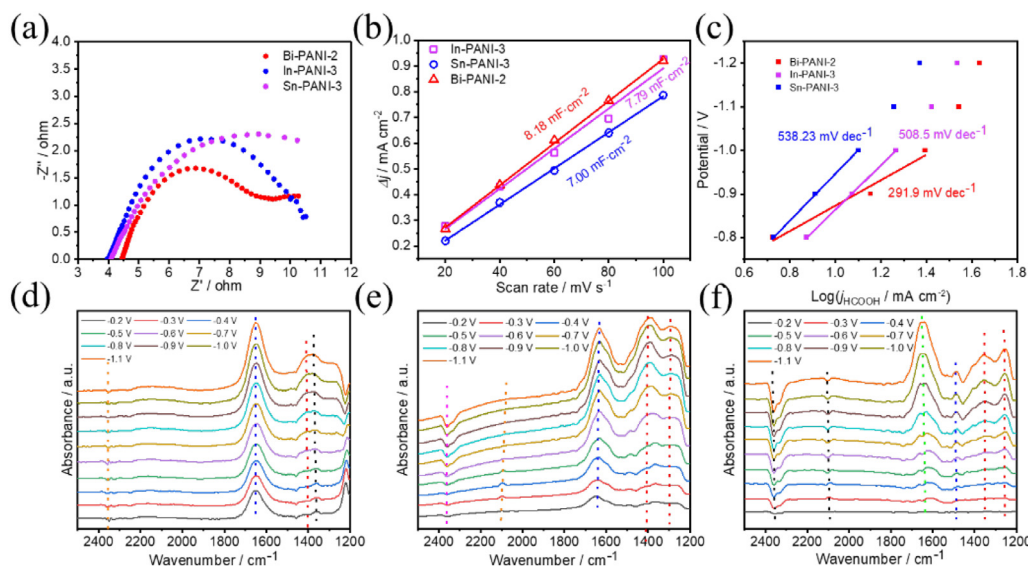 (a)
4.0
3.5
3.0
2.5
2.0
1.5
1.0
0.5
0.0
-Z'' / ohm
Bi-PANI-2
In-PANI-3
Sn-PANI-3
3 4 5 6 7 8 9 10 11 12
Z' / ohm
(b)
1.0
0.9
0.8
0.7
0.6
0.5
0.4
0.3
0.2
Δj / mA cm-2
In-PANI-3
Sn-PANI-3
Bi-PANI-2
8.18 mF·cm-2
7.79 mF·cm-2
7.00 mF·cm-2
20 40 60 80 100
Scan rate / mV s-1
(c)
-1.2
-1.1
-1.0
-0.9
-0.8
Potential / V
Bi-PANI-2
In-PANI-3
Sn-PANI-3
538.23 mV dec-1
508.5 mV dec-1
291.9 mV dec-1
0.6 0.8 1.0 1.2 1.4 1.6 1.8
Log(jHCOOH / mA cm-2)
(d)
-0.2 V -0.3 V -0.4 V
-0.5 V -0.6 V -0.7 V
-0.8 V -0.9 V -1.0 V
-1.1 V
Absorbance / a.u.
2400 2200 2000 1800 1600 1400 1200
Wavenumber / cm-1
(e)
-0.2 V -0.3 V -0.4 V
-0.5 V -0.6 V -0.7 V
-0.8 V -0.9 V -1.0 V
-1.1 V
Absorbance / a.u.
2400 2200 2000 1800 1600 1400 1200
Wavenumber / cm-1
(f)
-0.2 V -0.3 V -0.4 V
-0.5 V -0.6 V -0.7 V
-0.8 V -0.9 V -1.0 V
-1.1 V
Absorbance / a.u.
2400 2200 2000 1800 1600 1400 1200
Wavenumber / cm-1